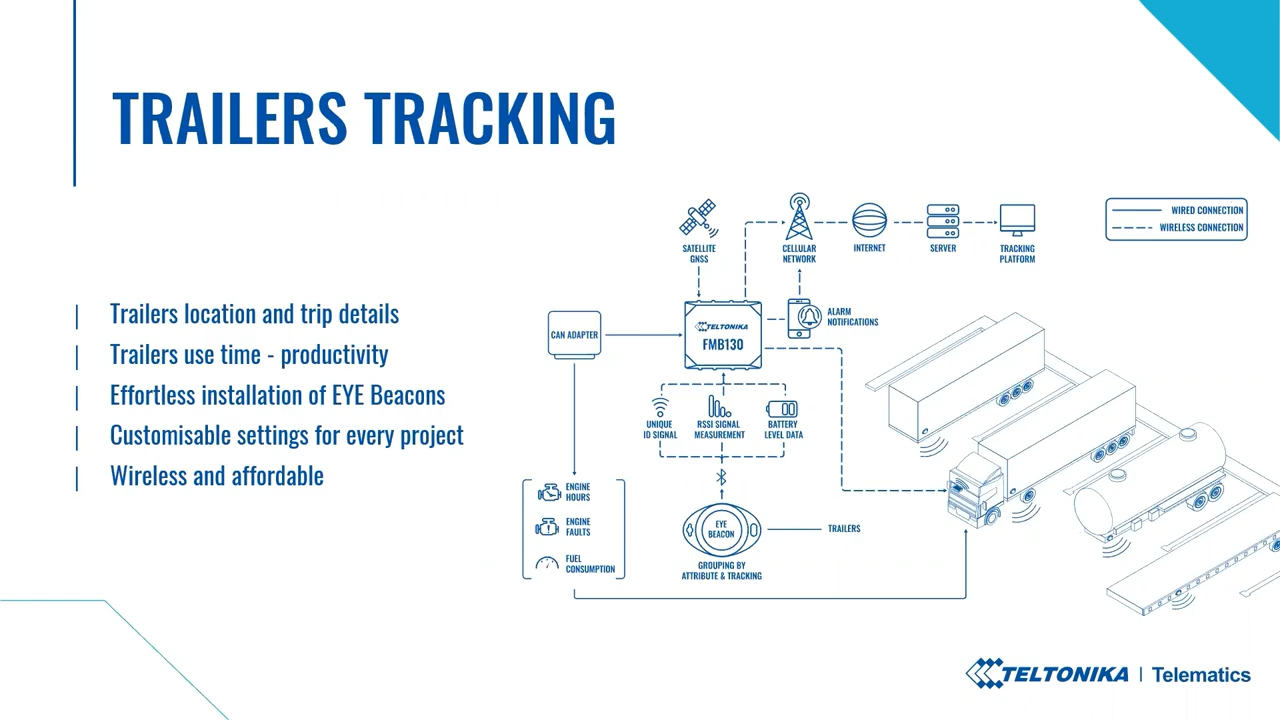 TRAILERS TRACKING
Trailers location and trip details
Trailers use time - productivity
Effortless installation of EYE Beacons
Customisable settings for every project
Wireless and affordable
SATELLITE
GNSS
CELLULAR
NETWORK
INTERNET
SERVER
TRACKING
PLATFORM
WIRED CONNECTION
WIRELESS CONNECTION
CAN ADAPTER
TELTONIKA
FMB130
ALARM
NOTIFICATIONS
UNIQUE
ID SIGNAL
RSSI SIGNAL
MEASUREMENT
BATTERY
LEVEL DATA
ENGINE
HOURS
ENGINE
FAULTS
FUEL
CONSUMPTION
EYE
BEACON
TRAILERS
GROUPING BY
ATTRIBUTE & TRACKING
TELTONIKA | Telematics